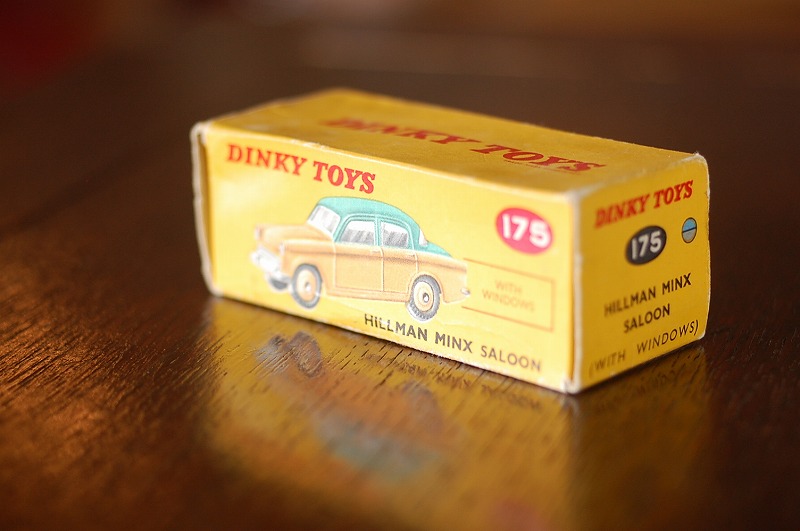 DINKY TOYS
DINKY TOYS
175
WITH
WINDOWS
HILLMAN MINX SALOON
DINKY TOYS
175
HILLMAN MINX
SALOON
(WITH WINDOWS)